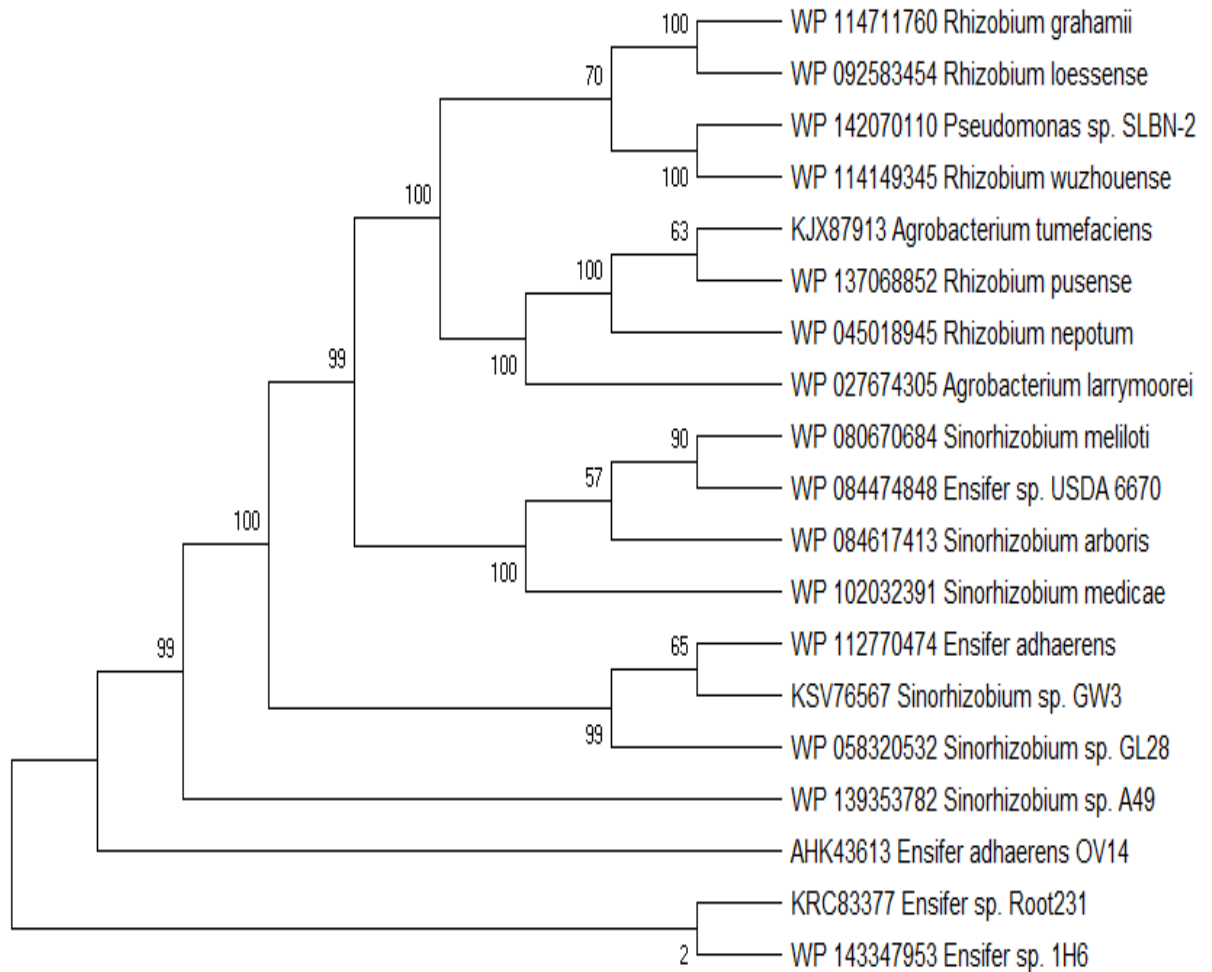 100
WP 114711760 Rhizobium grahamii
70
WP 092583454 Rhizobium loessense
WP 142070110 Pseudomonas sp. SLBN-2
100
WP 114149345 Rhizobium wuzhouense
100
63
KJX87913 Agrobacterium tumefaciens
100
WP 137068852 Rhizobium pusense
WP 045018945 Rhizobium nepotum
99
100
WP 027674305 Agrobacterium larrymoorei
90
WP 080670684 Sinorhizobium meliloti
57
WP 084474848 Ensifer sp. USDA 6670
100
WP 084617413 Sinorhizobium arboris
100
WP 102032391 Sinorhizobium medicae
99
65
WP 112770474 Ensifer adhaerens
KSV76567 Sinorhizobium sp. GW3
99
WP 058320532 Sinorhizobium sp. GL28
WP 139353782 Sinorhizobium sp. A49
AHK43613 Ensifer adhaerens OV14
KRC83377 Ensifer sp. Root231
2
WP 143347953 Ensifer sp. 1H6